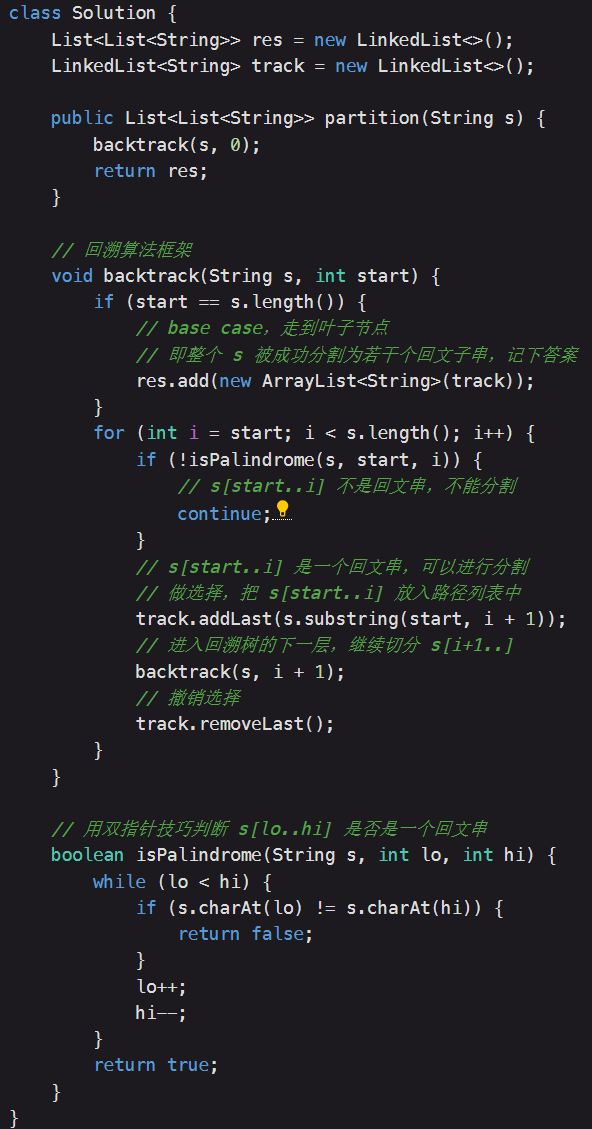 class Solution {
    List<List<String>> res = new LinkedList<>();
    LinkedList<String> track = new LinkedList<>();

    public List<List<String>> partition(String s) {
        backtrack(s, 0);
        return res;
    }

    // 回溯算法框架
    void backtrack(String s, int start) {
        if (start == s.length()) {
            // base case，走到叶子节点
            // 即整个 s 被成功分割为若干个回文子串，记下答案
            res.add(new ArrayList<String>(track));
        }
        for (int i = start; i < s.length(); i++) {
            if (!isPalindrome(s, start, i)) {
                // s[start..i] 不是回文串，不能分割
                continue;
            }
            // s[start..i] 是一个回文串，可以进行分割
            // 做选择，把 s[start..i] 放入路径列表中
            track.addLast(s.substring(start, i + 1));
            // 进入回溯树的下一层，继续切分 s[i+1..]
            backtrack(s, i + 1);
            // 撤销选择
            track.removeLast();
        }
    }

    // 用双指针技巧判断 s[lo..hi] 是否是一个回文串
    boolean isPalindrome(String s, int lo, int hi) {
        while (lo < hi) {
            if (s.charAt(lo) != s.charAt(hi)) {
                return false;
            }
            lo++;
            hi--;
        }
        return true;
    }
}